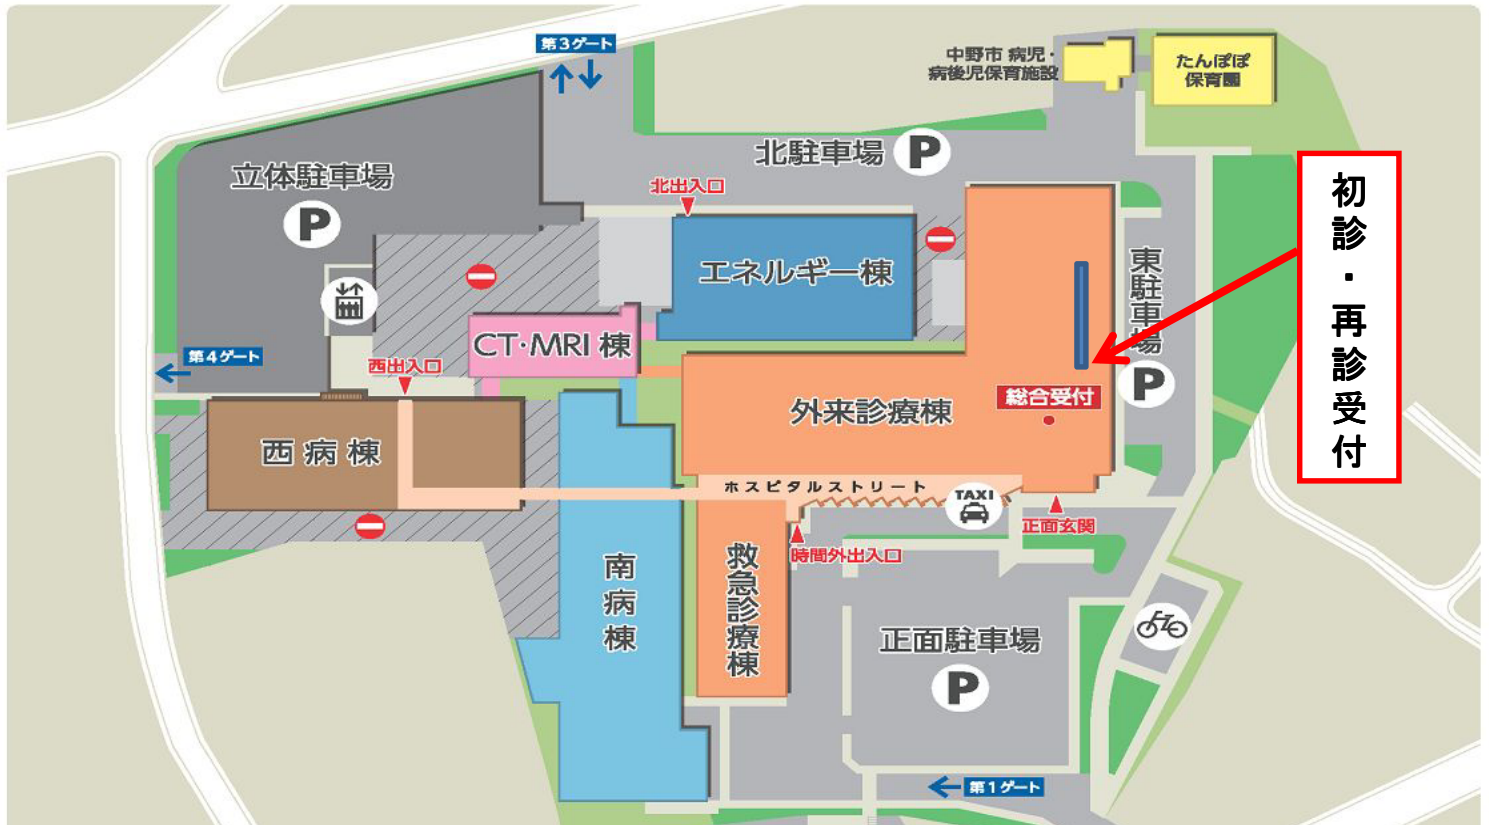 第3ゲート
中野市 病児・
病後児保育施設
たんぽぽ
保育園
北駐車場 P
立体駐車場
P
北出入口
初診・再診受付
エネルギー棟
東駐車場
P
CT・MRI 棟
第4ゲート
西出入口
総合受付
外来診療棟
西病棟
ホスピタルストリート
TAXI
正面玄関
時間外出入口
救急診療棟
南病棟
正面駐車場
P
第1ゲート